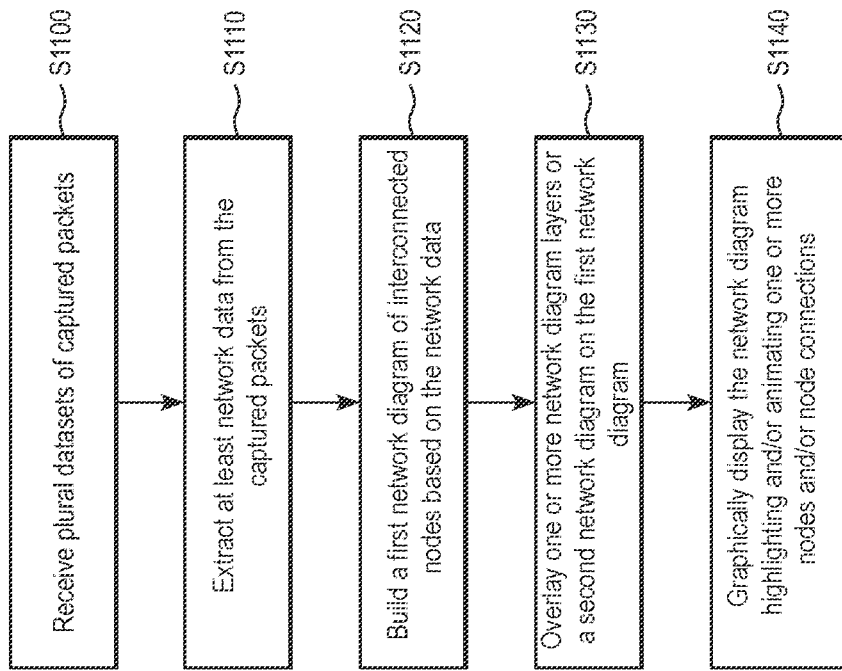 Receive plural datasets of captured packets
S1100
Extract at least network data from the
captured packets
S1110
Build a first network diagram of interconnected
nodes based on the network data
S1120
Overlay one or more network diagram layers or
a second network diagram on the first network
diagram
S1130
Graphically display the network diagram
highlighting and/or animating one or more
nodes and/or node connections
S1140